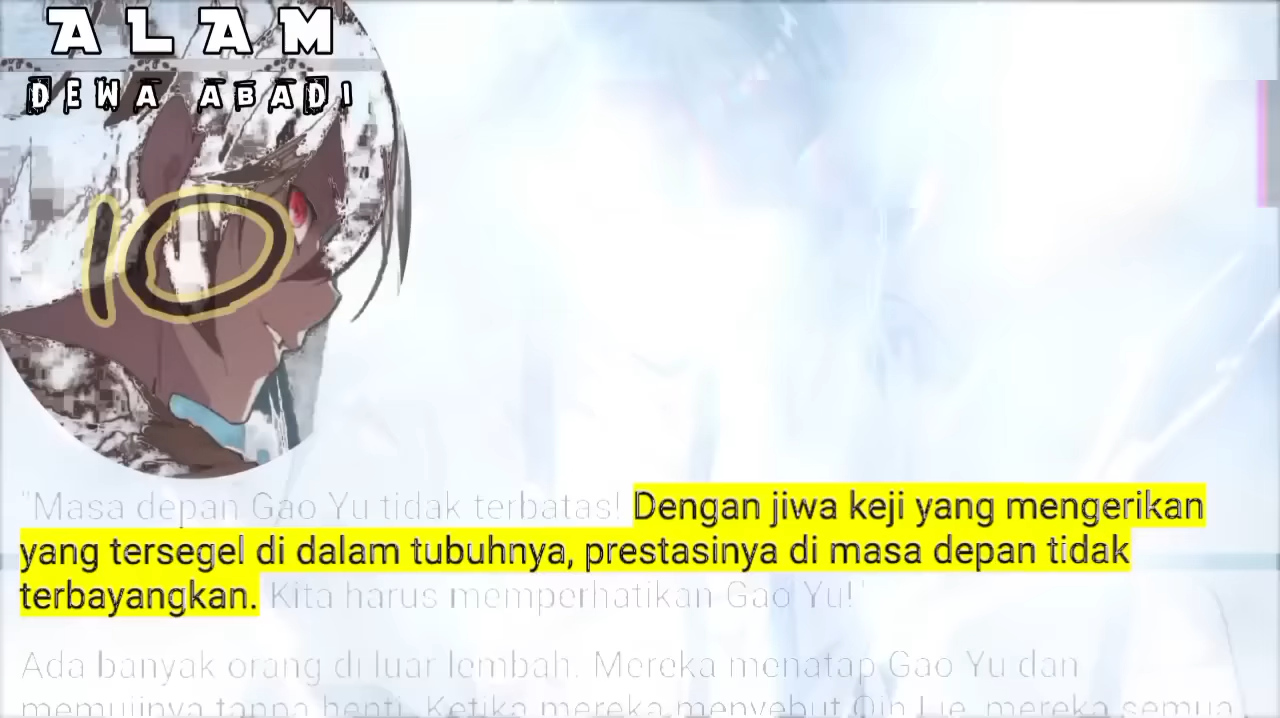 ALAM
DEWA ABADI
10
"Masa depan Gao Yu tidak terbatas! Dengan jiwa keji yang mengerikan
yang tersegel di dalam tubuhnya, prestasinya di masa depan tidak
terbayangkan. Kita harus memperhatikan Gao Yu!"
Ada banyak orang di luar lembah. Mereka menatap Gao Yu dan
memujinya tanpa henti. Ketika mereka menyebut Qin Lie, mereka semua